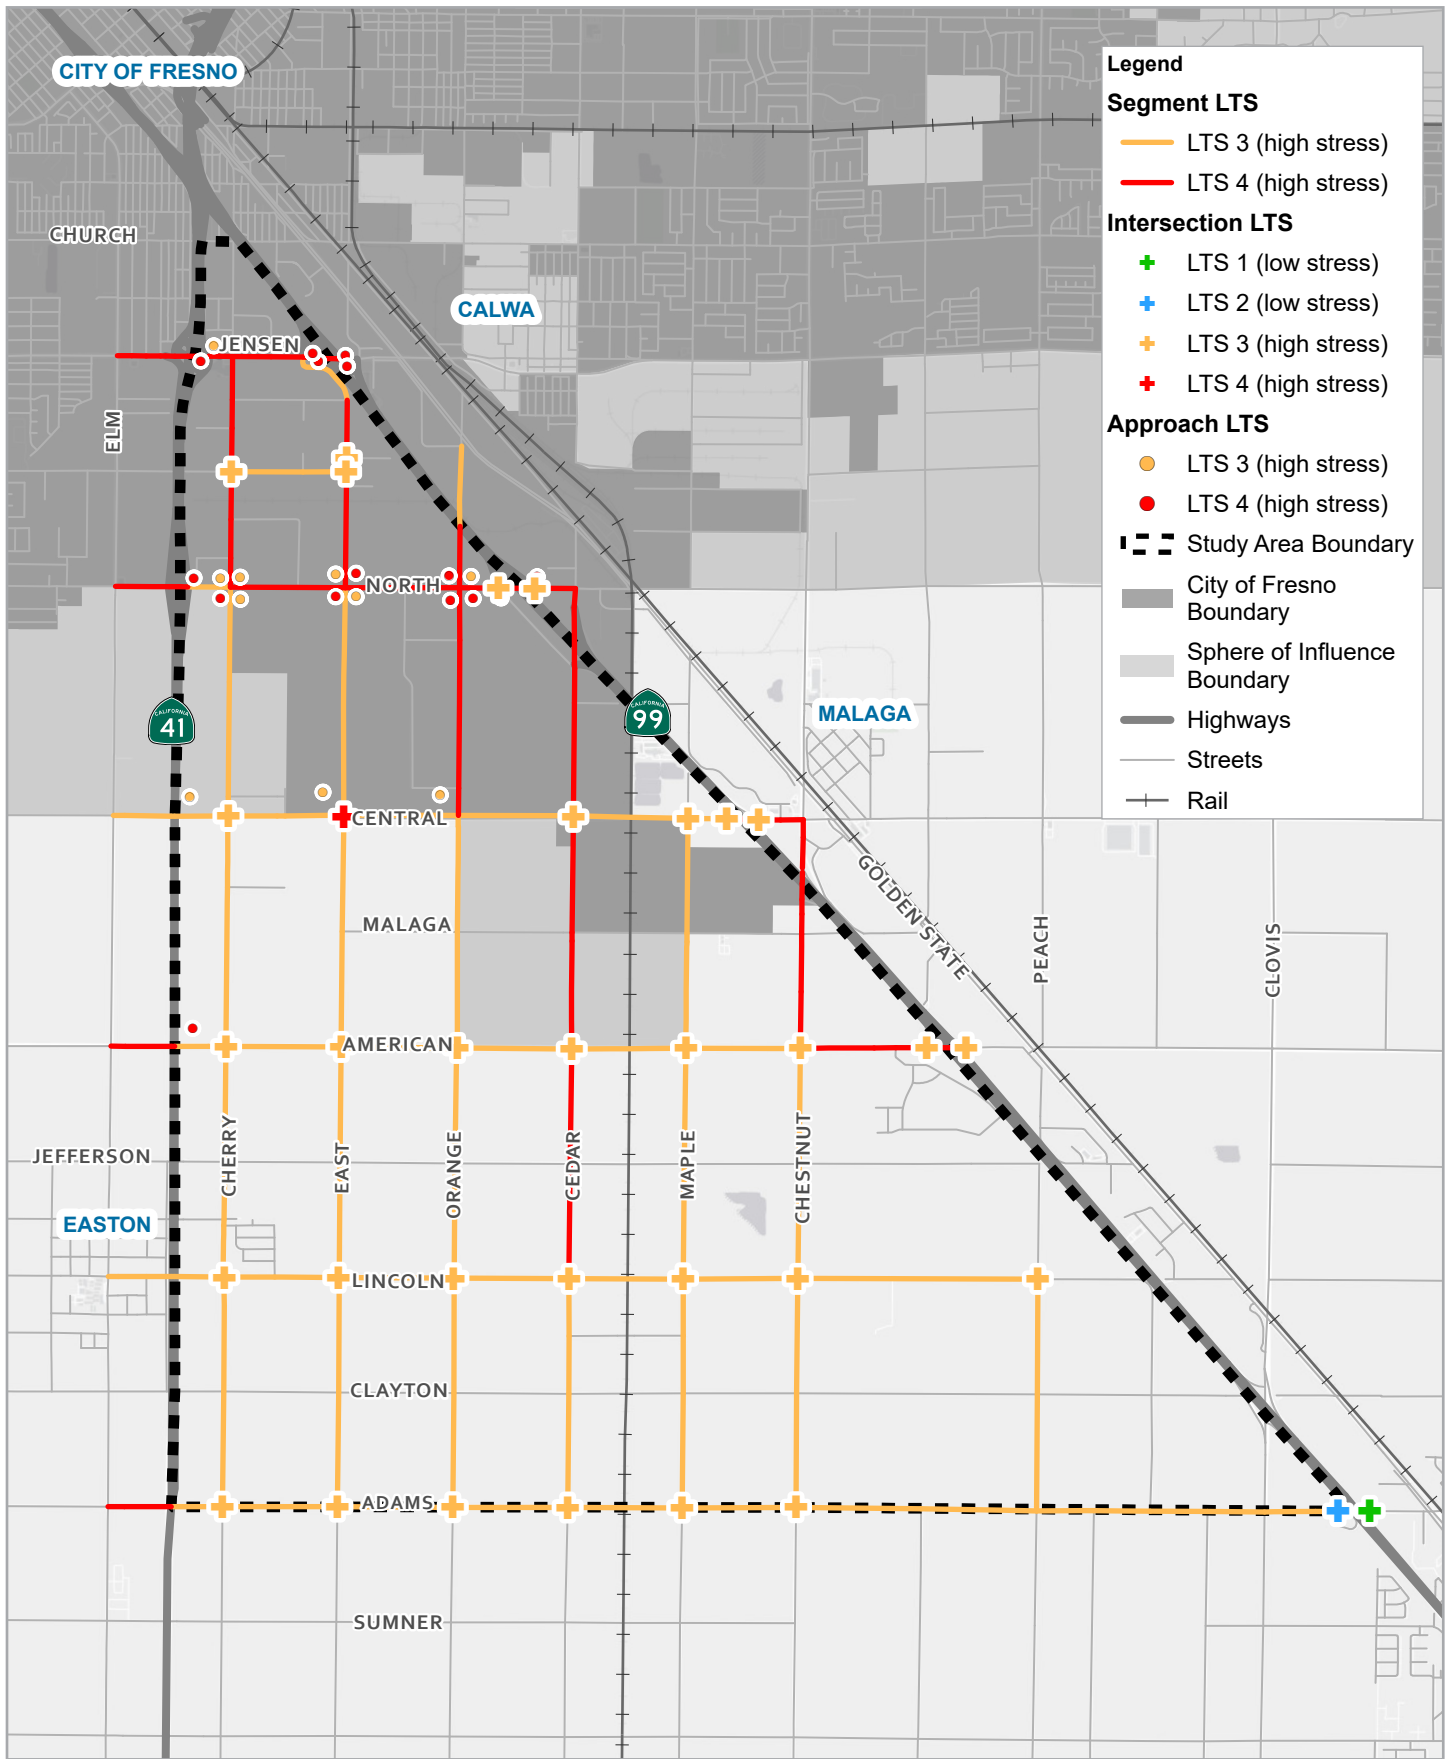 CITY OF FRESNO
CHURCH
CALWA
JENSEN
ELM
NORTH
CALIFORNIA
41
CALIFORNIA
99
MALAGA
CENTRAL
GOLDEN STATE
MALAGA
PEACH
CLOVIS
AMERICAN
JEFFERSON
CHERRY
EAST
ORANGE
CEDAR
MAPLE
CHESTNUT
EASTON
LINCOLN
CLAYTON
ADAMS
SUMNER
Legend
Segment LTS
LTS 3 (high stress)
LTS 4 (high stress)
Intersection LTS
LTS 1 (low stress)
LTS 2 (low stress)
LTS 3 (high stress)
LTS 4 (high stress)
Approach LTS
LTS 3 (high stress)
LTS 4 (high stress)
Study Area Boundary
City of Fresno
Boundary
Sphere of Influence
Boundary
Highways
Streets
Rail